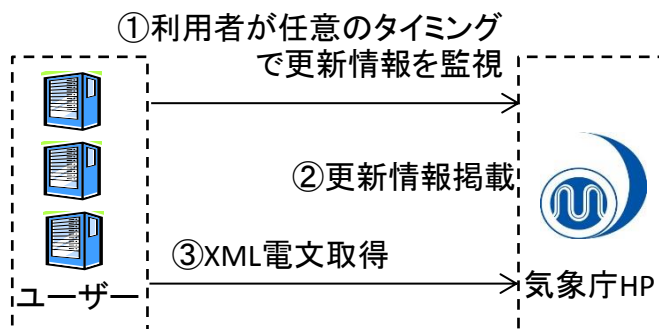 ①利用者が任意のタイミング
で更新情報を監視
②更新情報掲載
③XML電文取得
ユーザー
気象庁HP